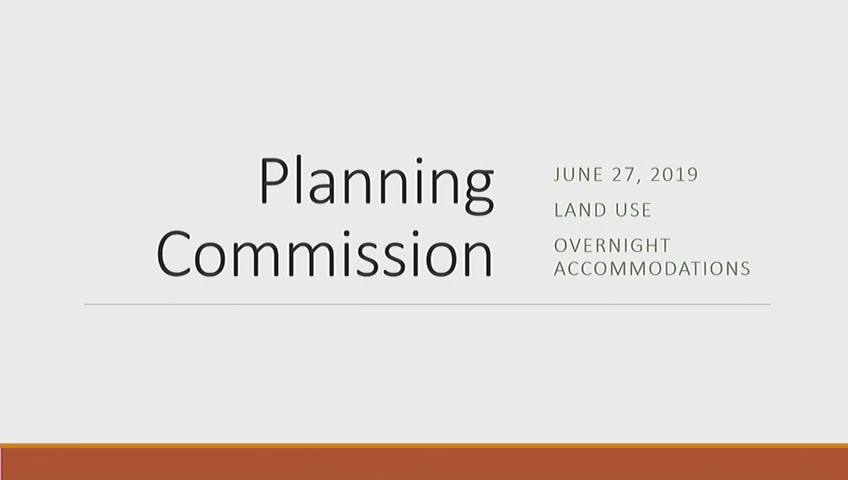 Planning
Commission
JUNE 27, 2019
LAND USE
OVERNIGHT
ACCOMMODATIONS